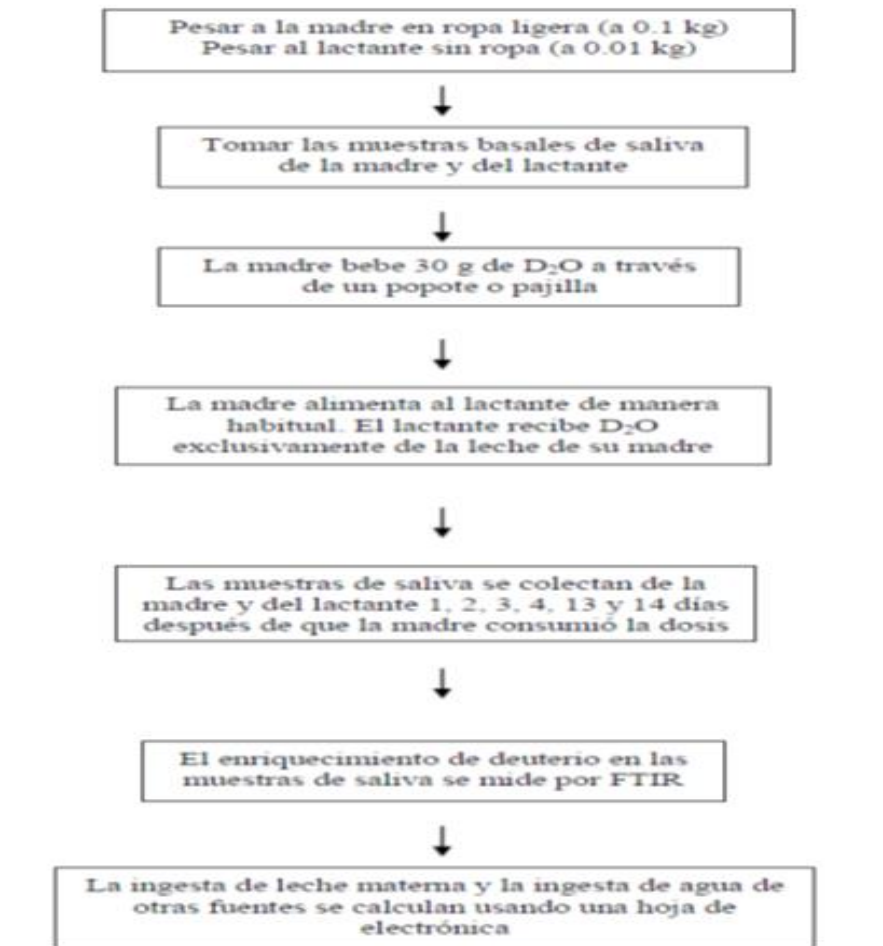 Pesar a la madre en ropa ligera (a 0.1 kg)
Pesar al lactante sin ropa (a 0.01 kg)
Tomar las muestras basales de saliva
de la madre y del lactante
La madre bebe 30 g de D₂O a través
de un popote o pajilla
La madre alimenta al lactante de manera
habitual. El lactante recibe D₂O
exclusivamente de la leche de su madre
Las muestras de saliva se colectan de la
madre y del lactante 1, 2, 3, 4, 13 y 14 días
después de que la madre consumió la dosis
El enriquecimiento de deuterio en las
muestras de saliva se mide por FTIR
La ingesta de leche materna y la ingesta de agua de
otras fuentes se calculan usando una hoja de
electrónica